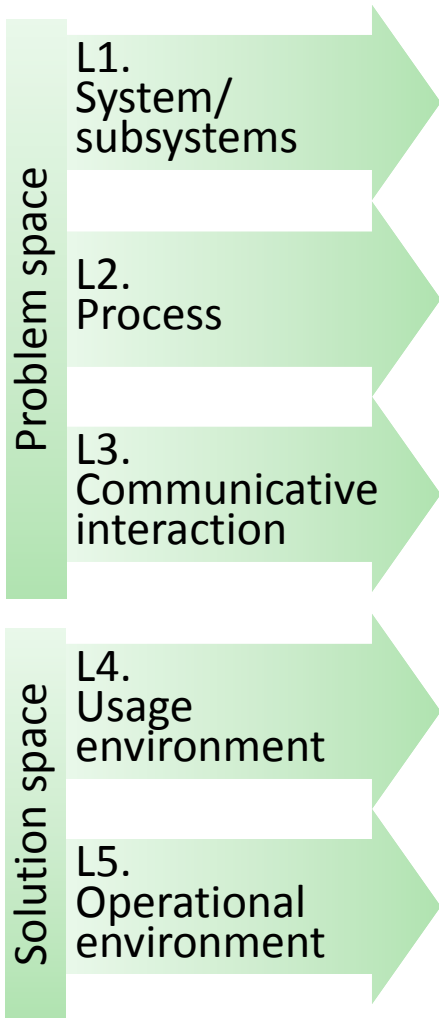 Problem space
L1.
System/
subsystems
L2.
Process
L3.
Communicative
interaction
Solution space
L4.
Usage
environment
L5.
Operational
environment